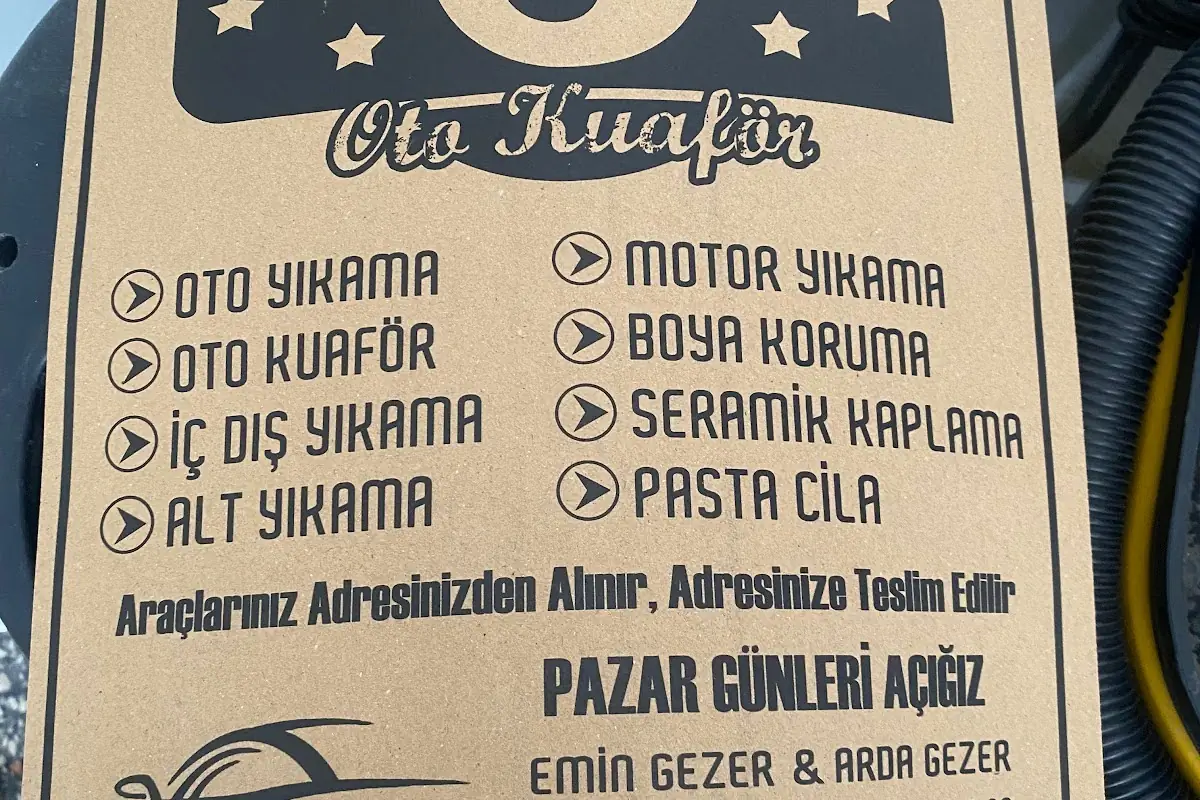 Oto Kuaför
OTO YIKAMA
OTO KUAFÖR
İÇ DIŞ YIKAMA
ALT YIKAMA
MOTOR YIKAMA
BOYA KORUMA
SERAMİK KAPLAMA
PASTA CİLA
Araçlarınız Adresinizden Alınır, Adresinize Teslim Edilir
PAZAR GÜNLERİ AÇIĞIZ
EMİN GEZER & ARDA GEZER